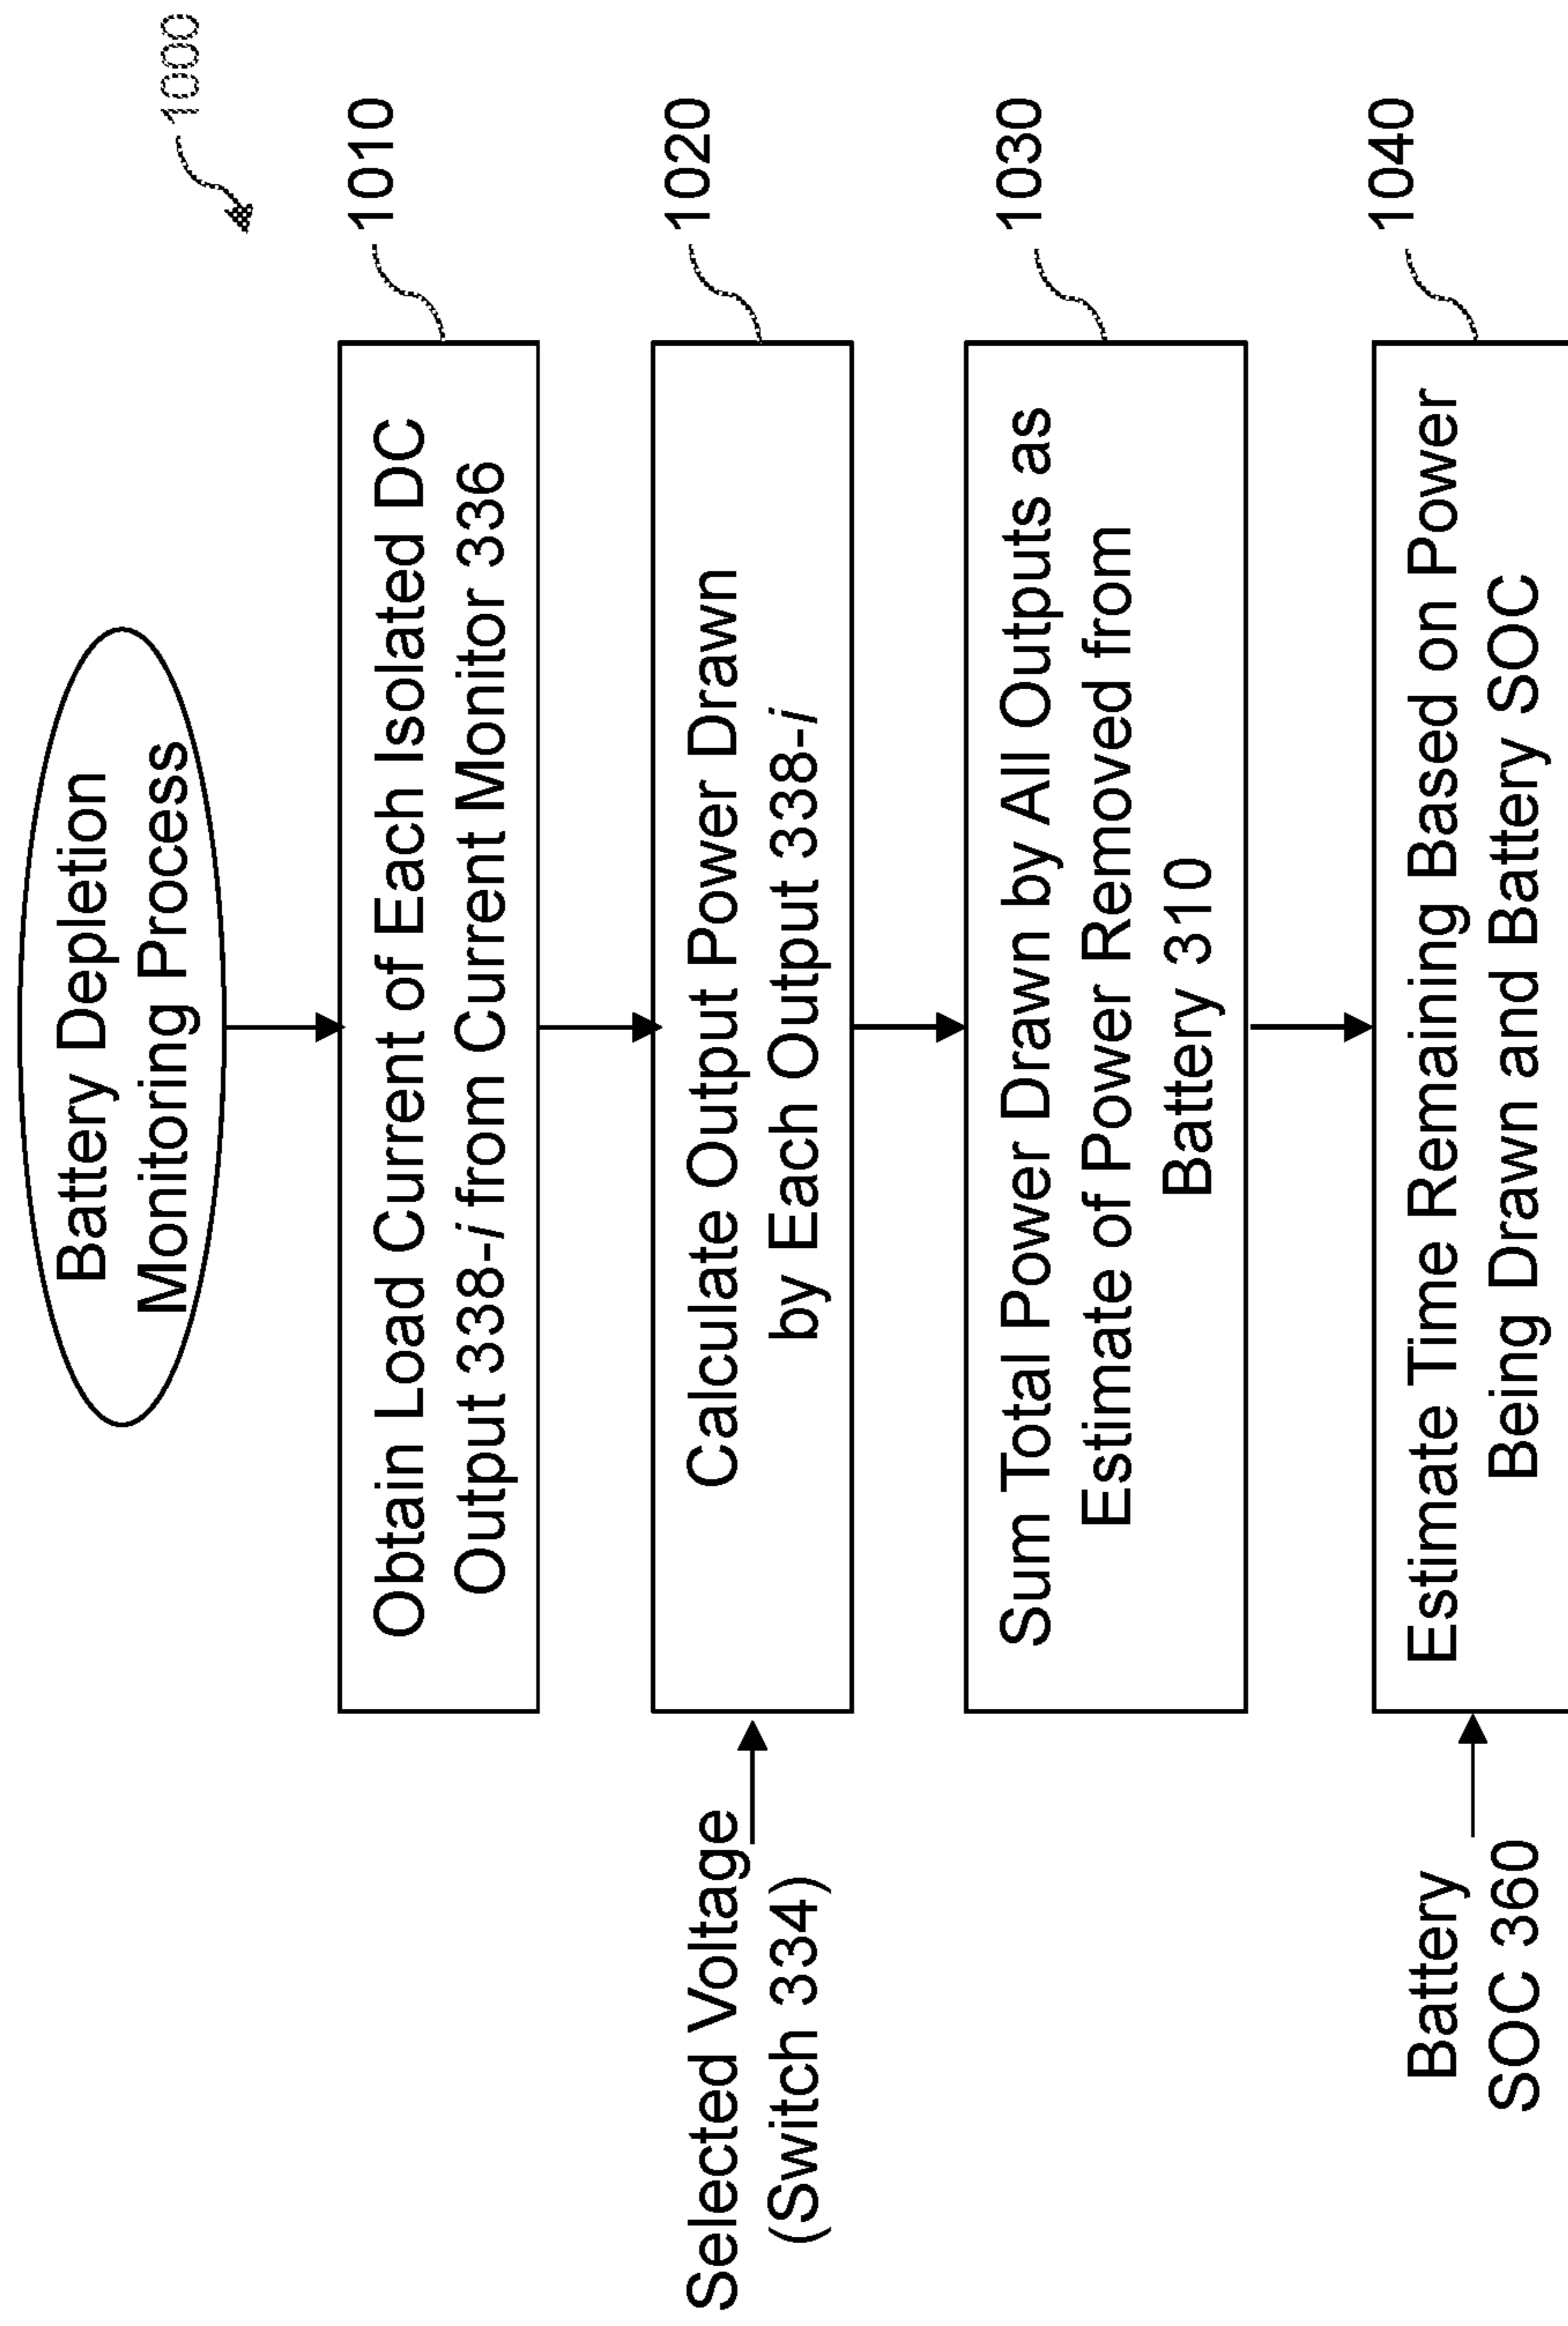 1000
Battery Depletion
Monitoring Process
Obtain Load Current of Each Isolated DC
Output 338-i from Current Monitor 336
1010
Selected Voltage
(Switch 334)
Calculate Output Power Drawn
by Each Output 338-i
1020
Sum Total Power Drawn by All Outputs as
Estimate of Power Removed from
Battery 310
1030
Battery
SOC 360
Estimate Time Remaining Based on Power
Being Drawn and Battery SOC
1040